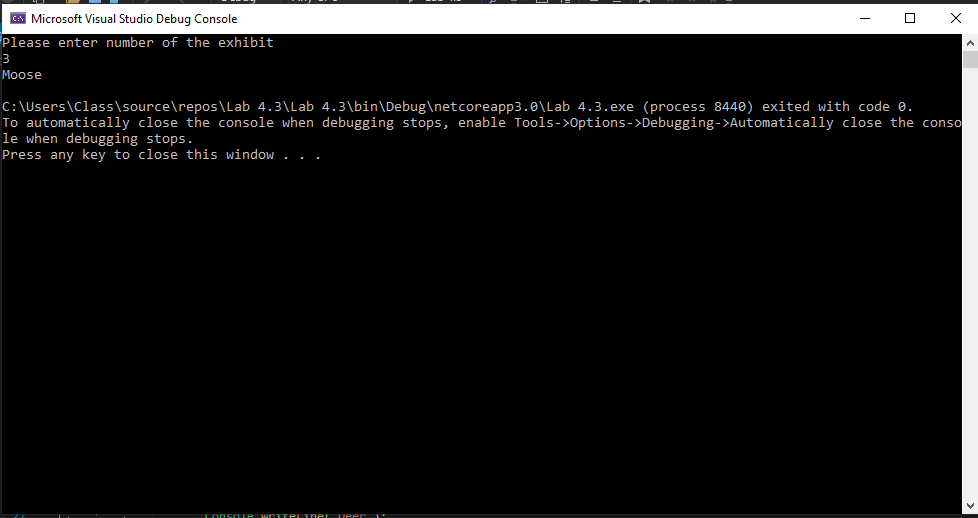 Microsoft Visual Studio Debug Console
Please enter number of the exhibit
3
Moose
C:\Users\Class\source\repos\Lab 4.3\Lab 4.3\bin\Debug\netcoreapp3.0\Lab 4.3.exe (process 8440) exited with code 0.
To automatically close the console when debugging stops, enable Tools->Options->Debugging->Automatically close the conso
le when debugging stops.
Press any key to close this window . . .